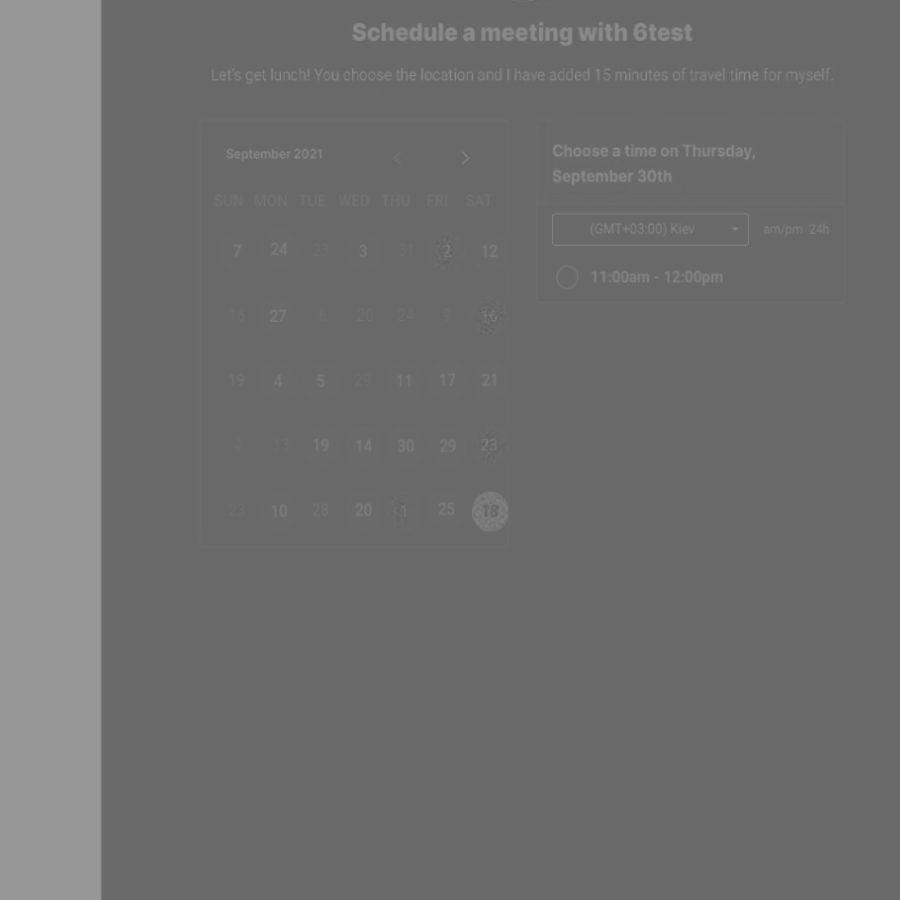 Schedule a meeting with 6test
Let's get lunch! You choose the location and I have added 15 minutes of travel time for myself.
September 2021
SUN MON TUE WED THU FRI SAT
7 24 23 3 31 2 12
16 27 6 20 24 9 16
19 4 5 23 11 17 21
4 13 19 14 30 29 23
23 10 28 20 1 25 18
Choose a time on Thursday,
September 30th
(GMT+03:00) Kiev
am/pm 24h
11:00am - 12:00pm